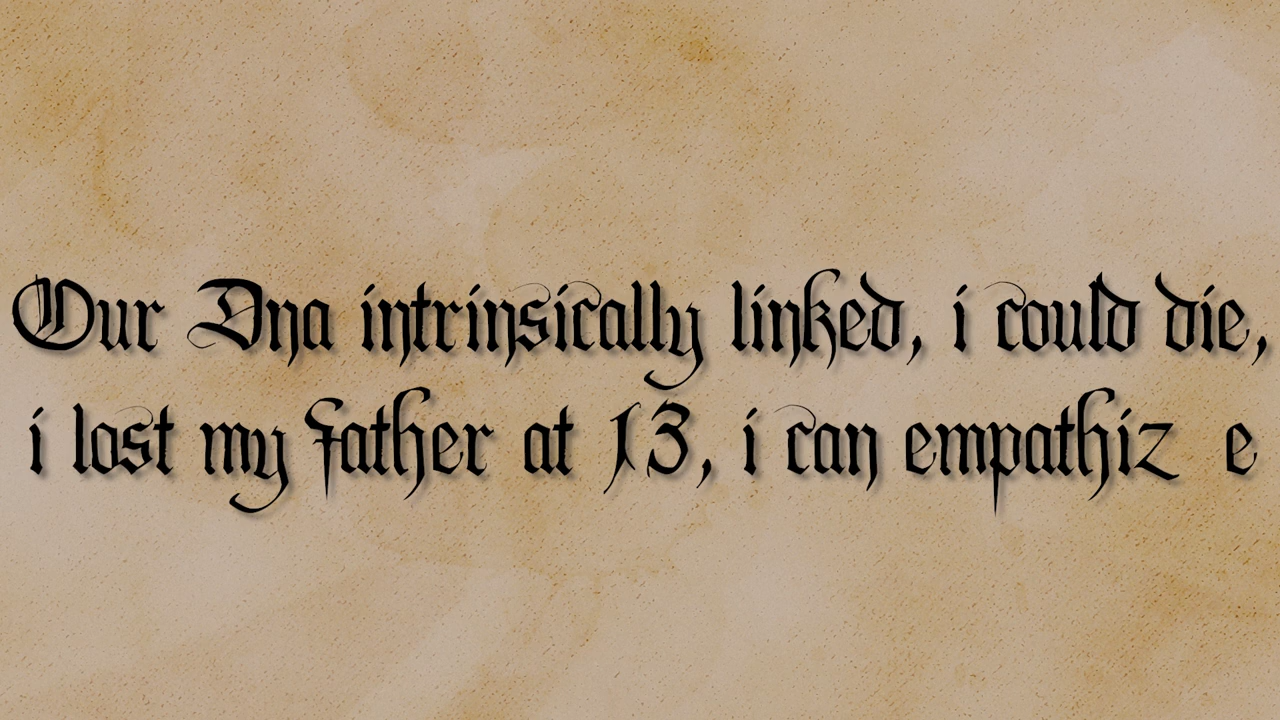 Our Dna intrinsically linked, i could die,
i lost my father at 13, i can empathiz e